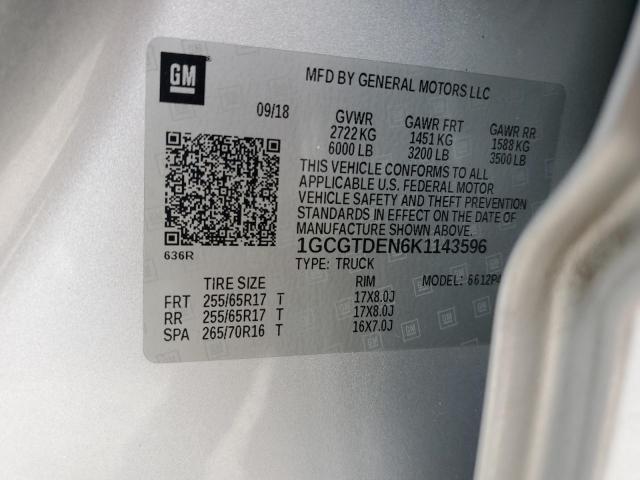 GM
MFD BY GENERAL MOTORS LLC
09/18 GVWR GAWR FRT GAWR RR
2722 KG 1451 KG 1588 KG
6000 LB 3200 LB 3500 LB
THIS VEHICLE CONFORMS TO ALL
APPLICABLE U.S. FEDERAL MOTOR
VEHICLE SAFETY AND THEFT PREVENTION
STANDARDS IN EFFECT ON THE DATE OF
MANUFACTURE SHOWN ABOVE.
636R 1GCGTDEN6K1143596
TYPE: TRUCK MODEL:
TIRE SIZE RIM
FRT 255/65R17 T 17X8.0J
RR 255/65R17 T 17X8.0J
SPA 265/70R16 T 16X7.0J